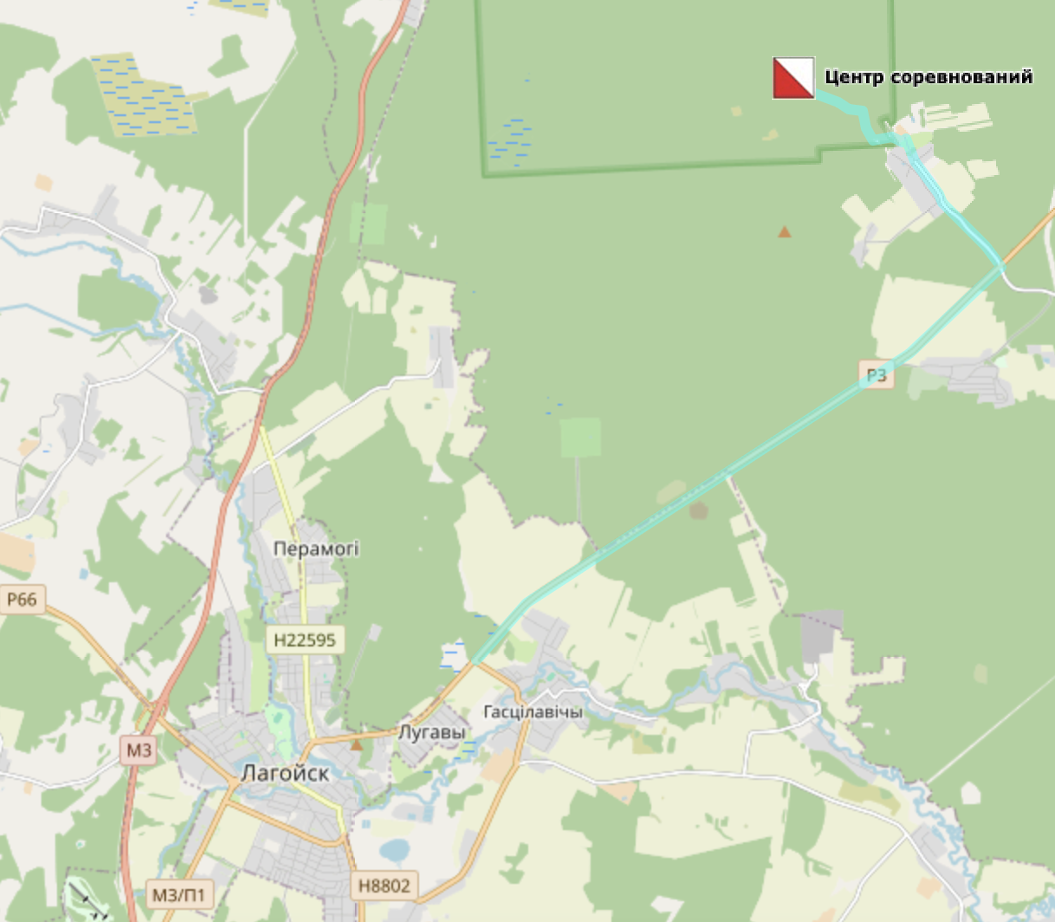 Центр соревнований
Р3
Перамогі
Р66
Н22595
Гасцілавічы
Лугавы
М3
Лагойск
Н8802
М3/П1